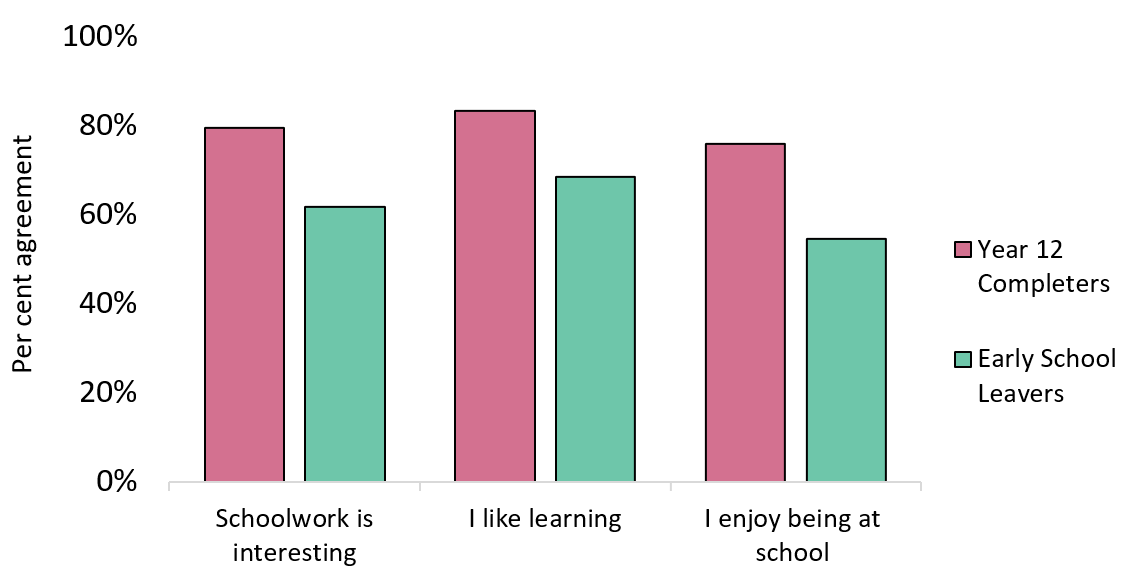 100%
80%
60%
40%
20%
0%
Per cent agreement
Schoolwork is
interesting
I like learning
I enjoy being at
school
Year 12
Completers
Early School
Leavers